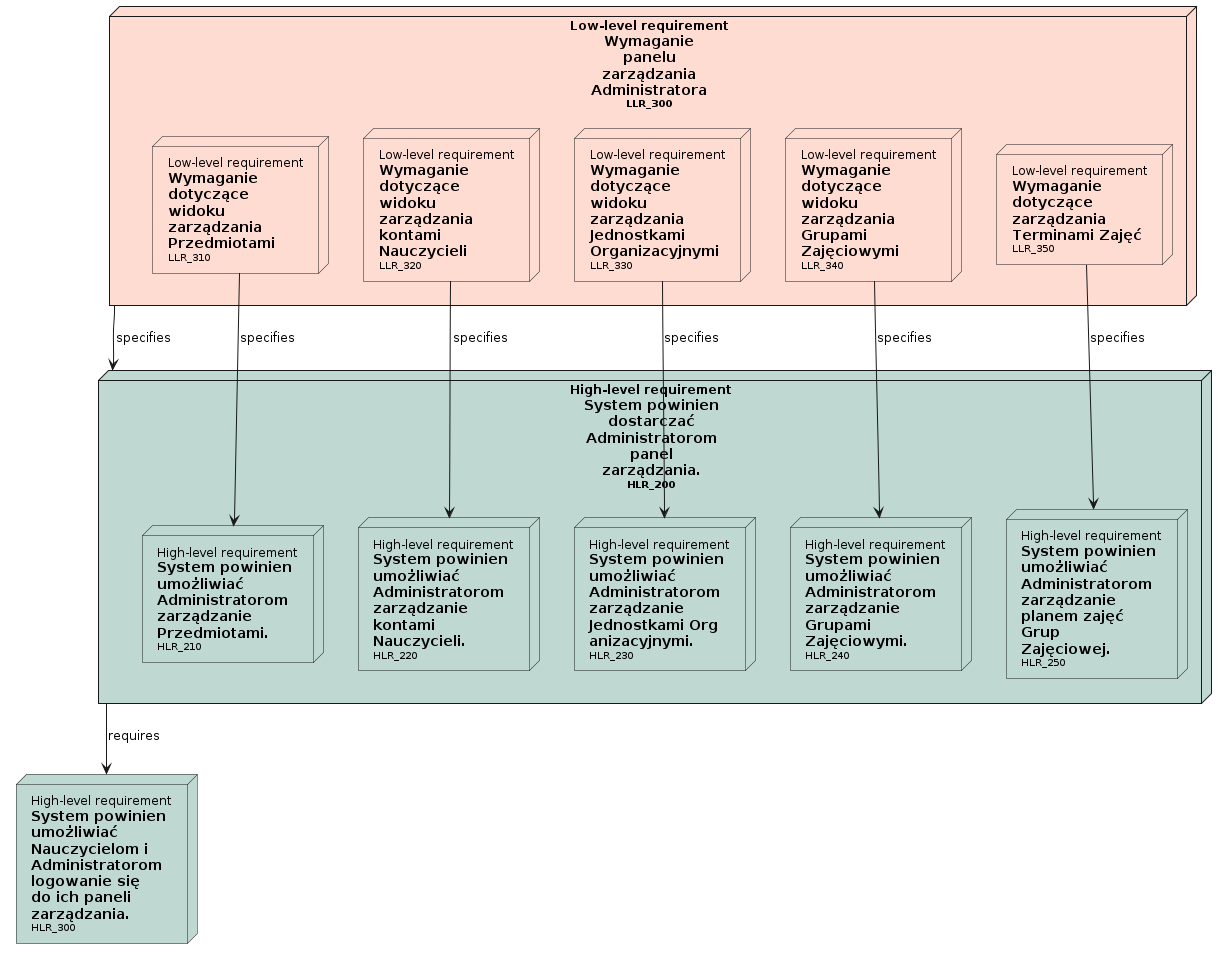 Low-level requirement
Wymaganie
panelu
zarządzania
Administratora
LLR_300
Low-level requirement
Wymaganie
dotyczące
widoku
zarządzania
Przedmiotami
LLR_310
Low-level requirement
Wymaganie
dotyczące
widoku
zarządzania
kontami
Nauczycieli
LLR_320
Low-level requirement
Wymaganie
dotyczące
widoku
zarządzania
Jednostkami
Organizacyjnymi
LLR_330
Low-level requirement
Wymaganie
dotyczące
widoku
zarządzania
Grupami
Zajęciowymi
LLR_340
Low-level requirement
Wymaganie
dotyczące
zarządzania
Terminami Zajęć
LLR_350
specifies
specifies
specifies
specifies
specifies
specifies
High-level requirement
System powinien
dostarczać
Administratorom
panel
zarządzania.
HLR_200
High-level requirement
System powinien
umożliwiać
Administratorom
zarządzanie
Przedmiotami.
HLR_210
High-level requirement
System powinien
umożliwiać
Administratorom
zarządzanie
kontami
Nauczycieli.
HLR_220
High-level requirement
System powinien
umożliwiać
Administratorom
zarządzanie
Jednostkami Org
anizacyjnymi.
HLR_230
High-level requirement
System powinien
umożliwiać
Administratorom
zarządzanie
Grupami
Zajęciowymi.
HLR_240
High-level requirement
System powinien
umożliwiać
Administratorom
zarządzanie
planem zajęć
Grup
Zajęciowej.
HLR_250
requires
High-level requirement
System powinien
umożliwiać
Nauczycielom i
Administratorom
logowanie się
do ich paneli
zarządzania.
HLR_300